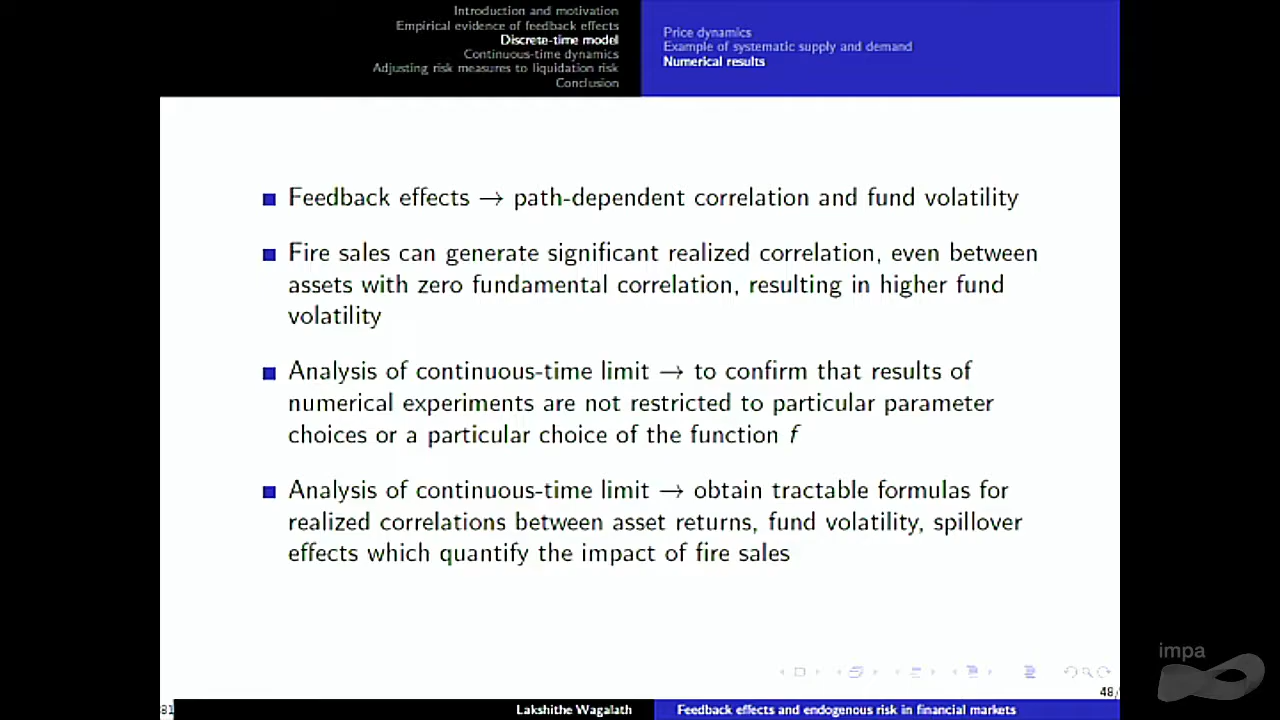 Introduction and motivation
Empirical evidence of feedback effects
Discrete-time model
Continuous-time dynamics
Adjusting risk measures to liquidation risk
Conclusion
Price dynamics
Example of systematic supply and demand
Numerical results
Feedback effects → path-dependent correlation and fund volatility
Fire sales can generate significant realized correlation, even between
assets with zero fundamental correlation, resulting in higher fund
volatility
Analysis of continuous-time limit → to confirm that results of
numerical experiments are not restricted to particular parameter
choices or a particular choice of the function f
Analysis of continuous-time limit → obtain tractable formulas for
realized correlations between asset returns, fund volatility, spillover
effects which quantify the impact of fire sales
impa
48/
81
Lakshithe Wagalath
Feedback effects and endogenous risk in financial markets